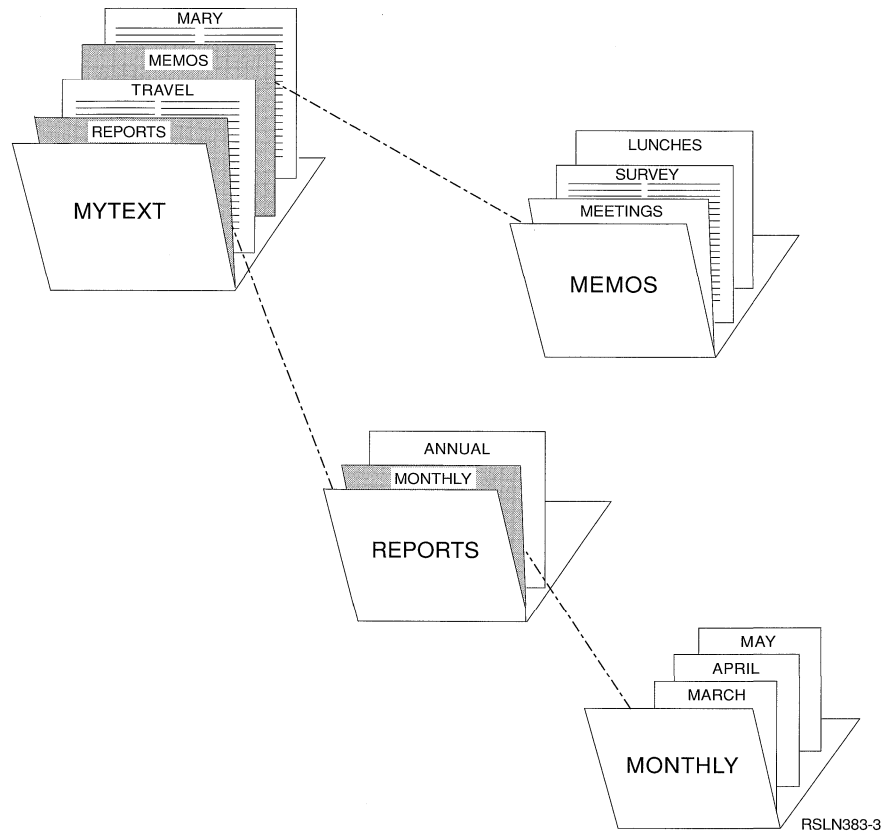 MARY
MEMOS
TRAVEL
REPORTS
MYTEXT
LUNCHES
SURVEY
MEETINGS
MEMOS
ANNUAL
MONTHLY
REPORTS
MAY
APRIL
MARCH
MONTHLY
RSLN383-3